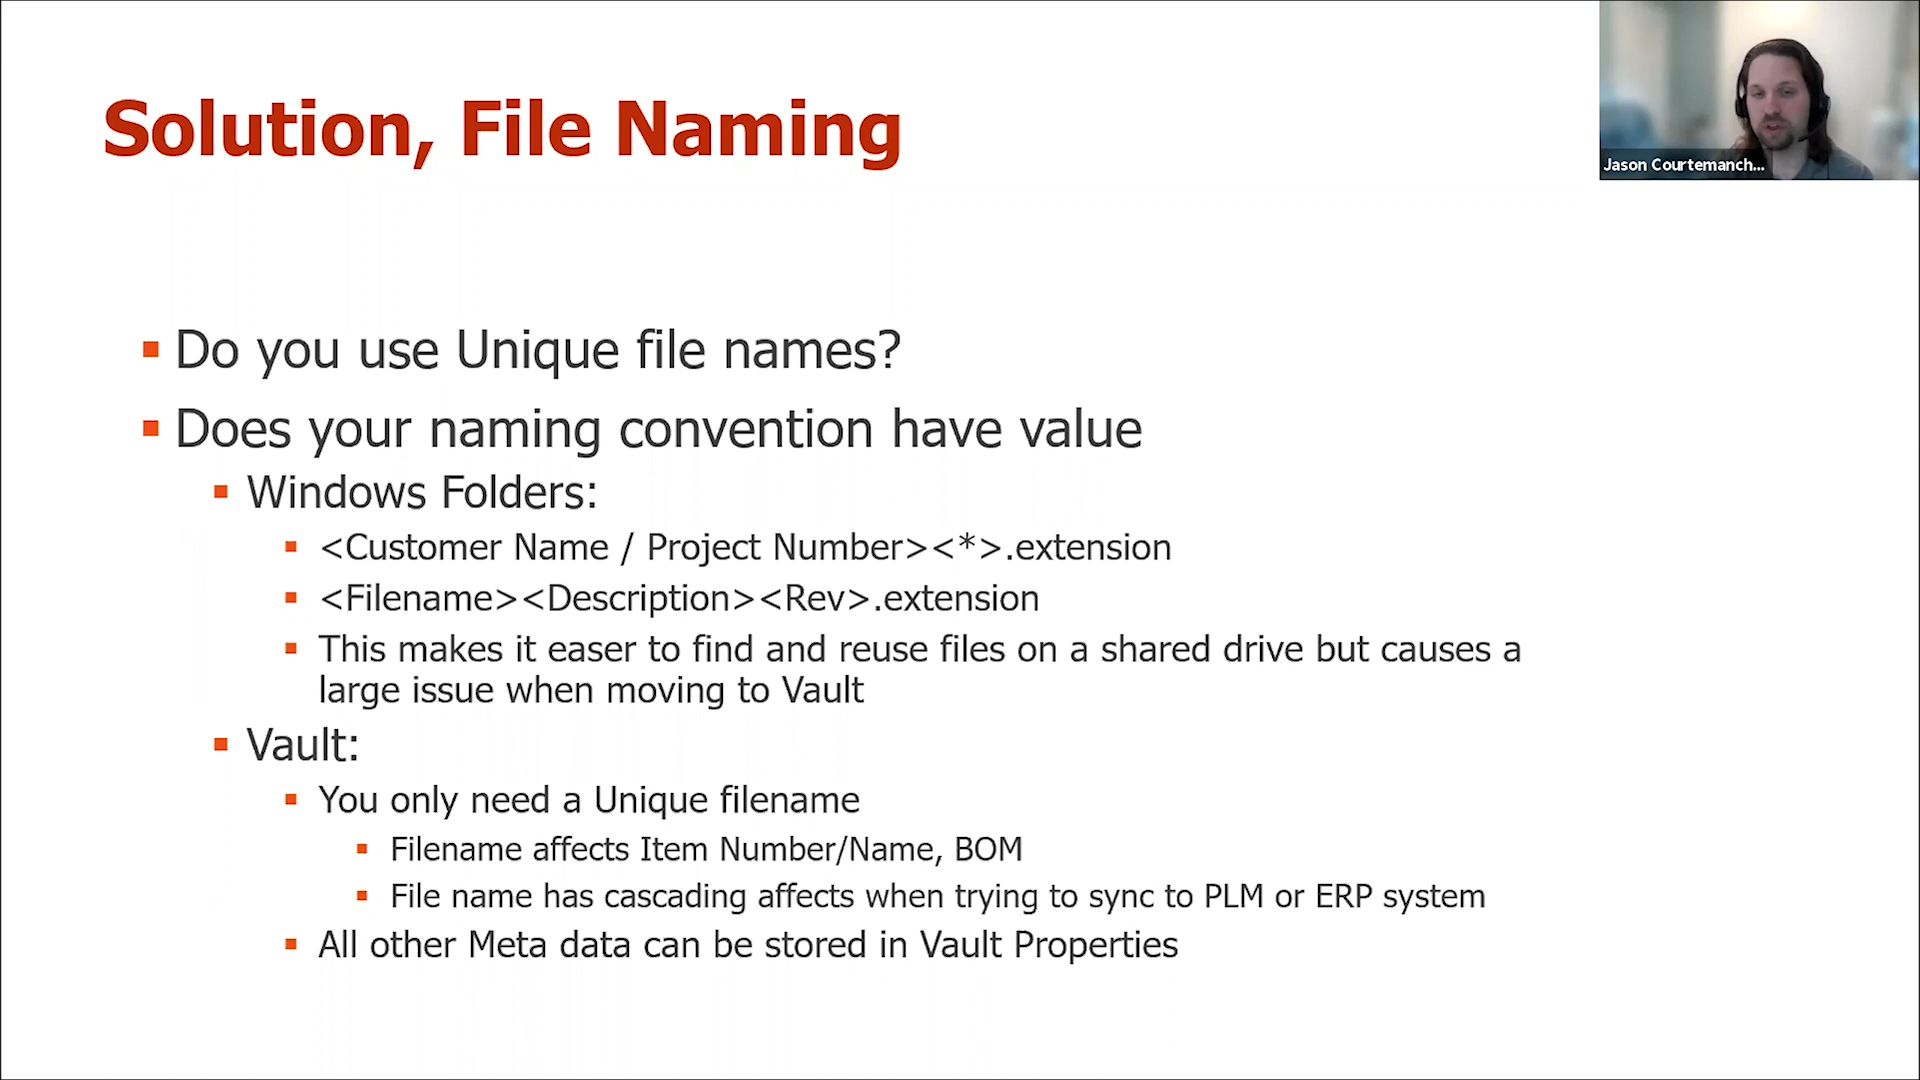 Solution, File Naming
Jason Courtemanch...
Do you use Unique file names?
Does your naming convention have value
Windows Folders:
<Customer Name / Project Number><*>.extension
<Filename><Description><Rev>.extension
This makes it easer to find and reuse files on a shared drive but causes a
large issue when moving to Vault
Vault:
You only need a Unique filename
Filename affects Item Number/Name, BOM
File name has cascading affects when trying to sync to PLM or ERP system
All other Meta data can be stored in Vault Properties